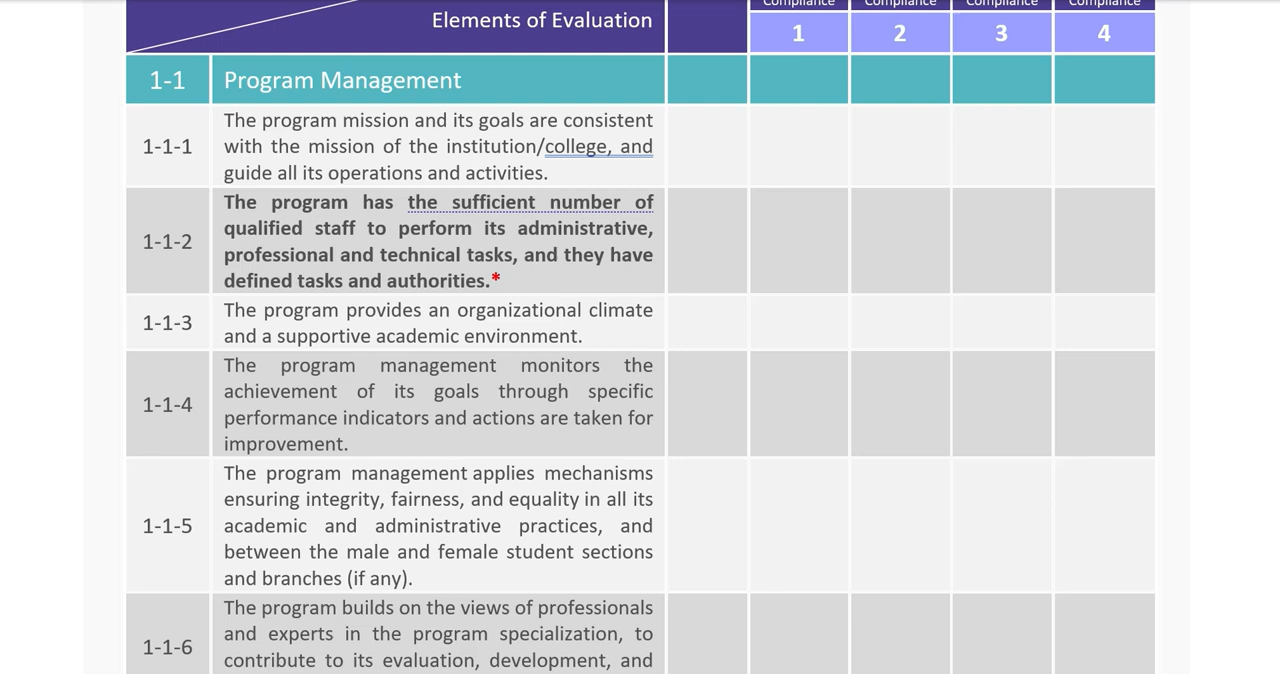 Compliance Compliance Compliance Compliance
Elements of Evaluation
1 2 3 4
1-1 Program Management
The program mission and its goals are consistent
1-1-1 with the mission of the institution/college, and
guide all its operations and activities.
The program has the sufficient number of
qualified staff to perform its administrative,
1-1-2
professional and technical tasks, and they have
defined tasks and authorities.*
The program provides an organizational climate
1-1-3
and a supportive academic environment.
The program management monitors the
achievement of its goals through specific
1-1-4
performance indicators and actions are taken for
improvement.
The program management applies mechanisms
ensuring integrity, fairness, and equality in all its
1-1-5 academic and administrative practices, and
between the male and female student sections
and branches (if any).
The program builds on the views of professionals
and experts in the program specialization, to
1-1-6
contribute to its evaluation, development, and